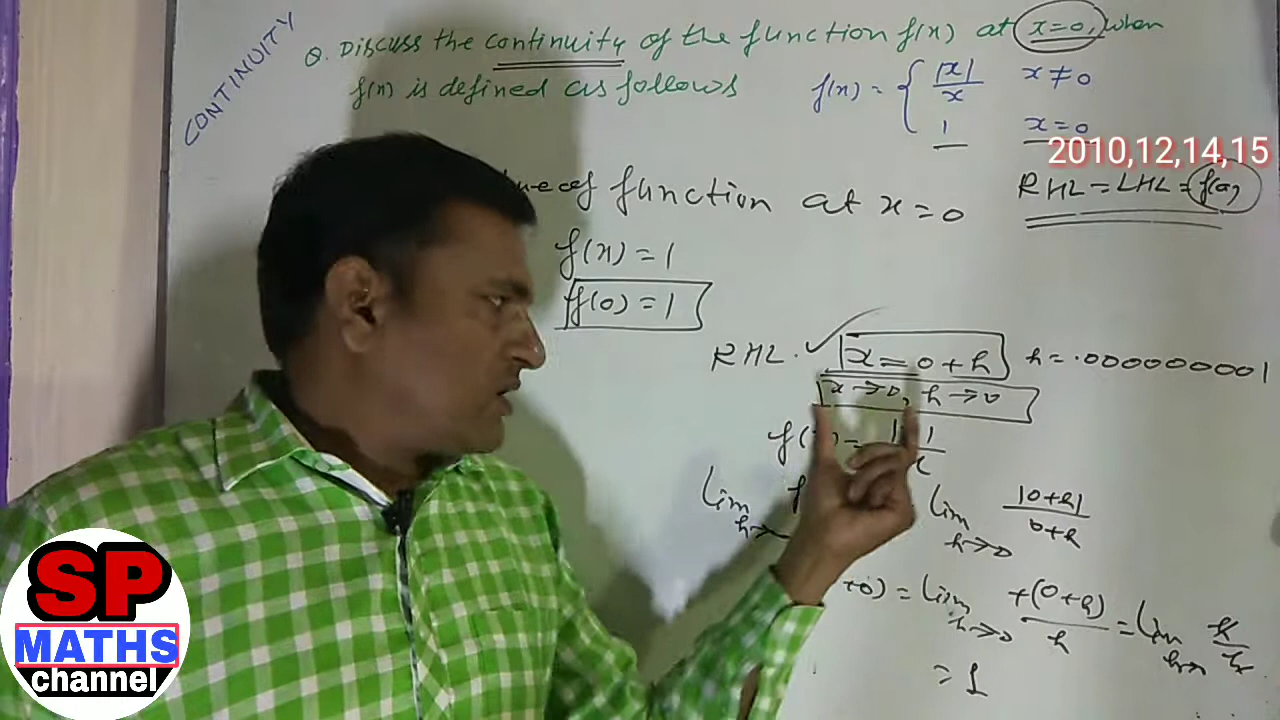 CONTINUITY
Q. Discuss the continuity of the function f(x) at x=0, when
f(x) is defined as follows f(x) = { |x|/x x≠0
1 x=0
2010,12,14,15
of function at x=0
RHL = LHL = f(a)
f(x) = 1
f(0) = 1
RHL. x = 0+h h = .0000000001
x→0, h→0
lim h→0 |0+h|/0+h
+0) = lim h→0 +(0+h)/h = lim h/h
= 1
SP
MATHS
channel